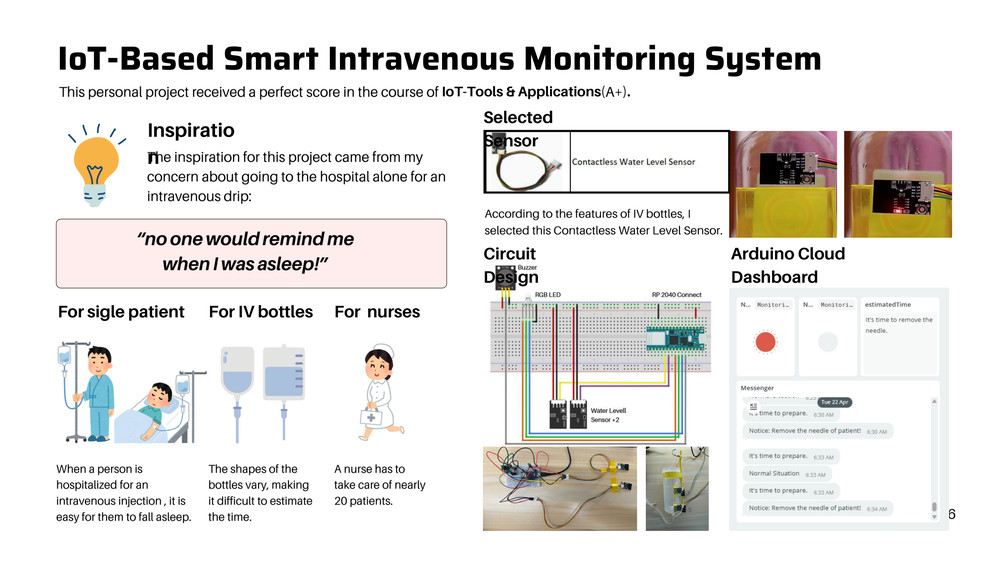 IoT-Based Smart Intravenous Monitoring System
This personal project received a perfect score in the course of IoT-Tools & Applications(A+).
Inspiratio
n
The inspiration for this project came from my
concern about going to the hospital alone for an
intravenous drip:
“no one would remind me
when I was asleep!”
For sigle patient
For IV bottles
For nurses
When a person is
hospitalized for an
intravenous injection , it is
easy for them to fall asleep.
The shapes of the
bottles vary, making
it difficult to estimate
the time.
A nurse has to
take care of nearly
20 patients.
Selected
Sensor
Contactless Water Level Sensor
According to the features of IV bottles, I
selected this Contactless Water Level Sensor.
Circuit
Design
Buzzer
RGB LED
RP 2040 Connect
Water Levell
Sensor *2
Arduino Cloud
Dashboard
N... Monitori...
N... Monitori...
estimatedTime
It's time to remove the
needle.
Messenger
Tue 22 Apr
time to prepare. 6:30 AM
Notice: Remove the needle of patient! 6:30 AM
It's time to prepare. 6:33 AM
Normal Situation 6:33 AM
It's time to prepare. 6:33 AM
Notice: Remove the needle of patient! 6:34 AM
6